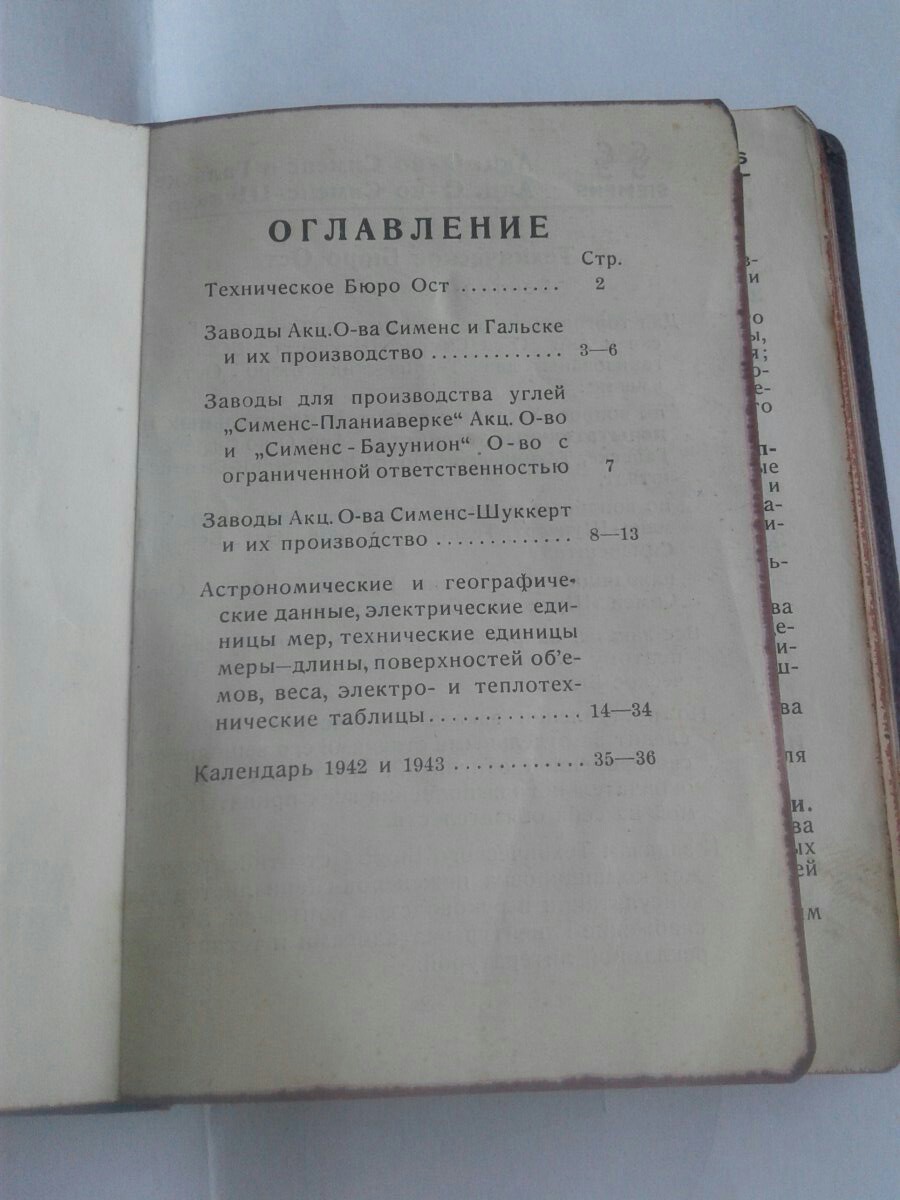 ОГЛАВЛЕНИЕ
Стр.
Техническое Бюро Ост .......... 2
Заводы Акц.О-ва Сименс и Гальске
и их производство ............. 3—6
Заводы для производства углей
„Сименс-Планиаверке“ Акц. О-во
и „Сименс - Бауунион“ О-во с
ограниченной ответственностью 7
Заводы Акц. О-ва Сименс-Шуккерт
и их производство ............. 8—13
Астрономические и географиче-
ские данные, электрические еди-
ницы мер, технические единицы
меры—длины, поверхностей об'е-
мов, веса, электро- и теплотех-
нические таблицы .............. 14—34
Календарь 1942 и 1943 ............ 35—36